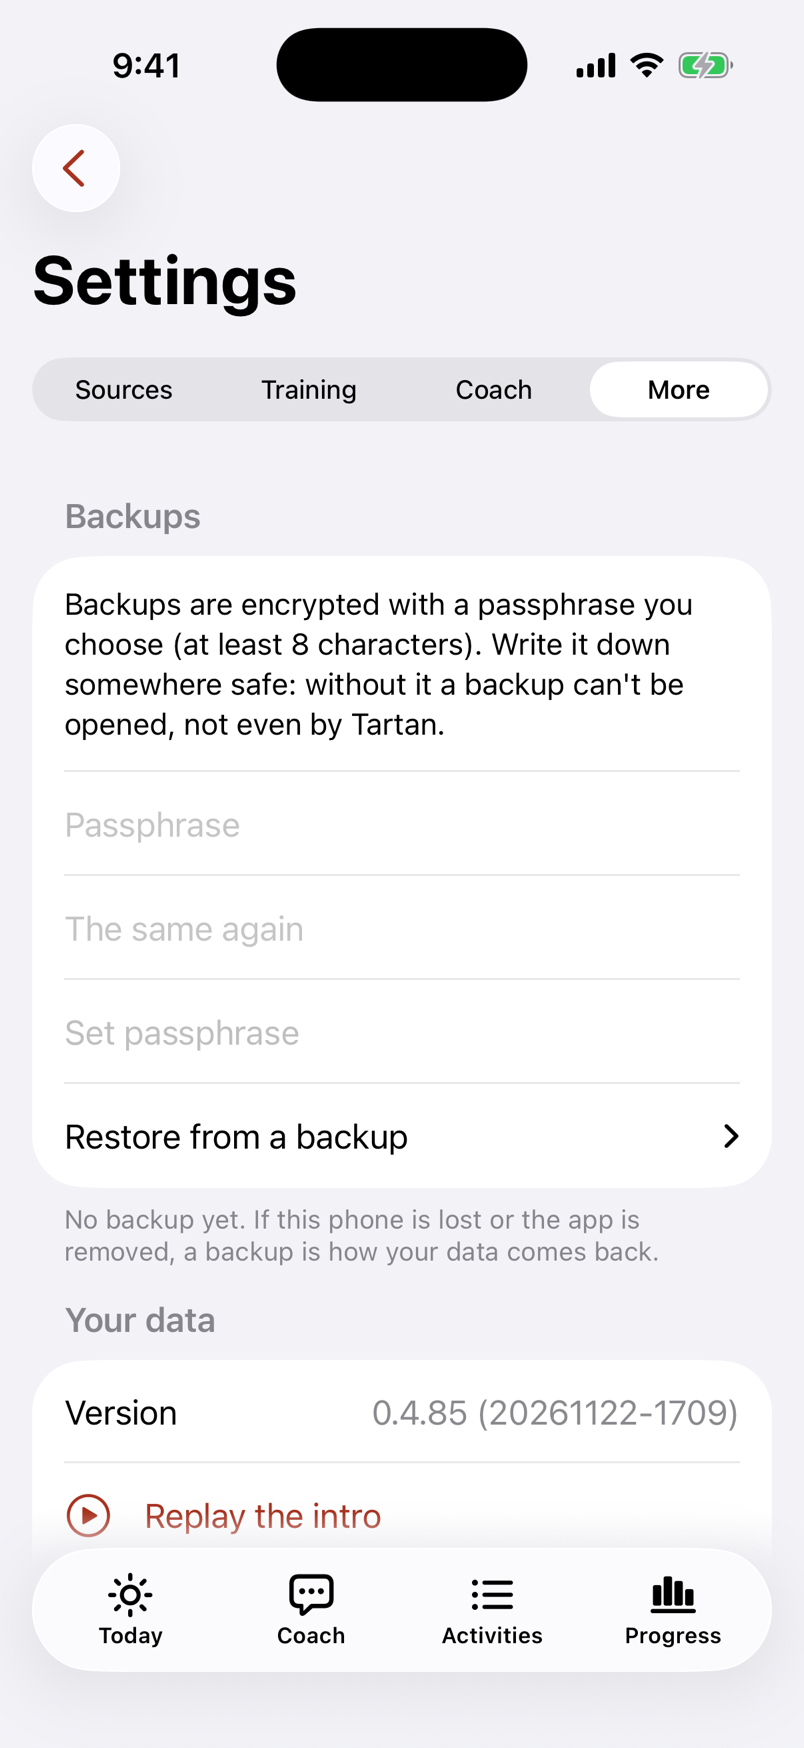 9:41
Settings
Sources Training Coach More
Backups
Backups are encrypted with a passphrase you
choose (at least 8 characters). Write it down
somewhere safe: without it a backup can't be
opened, not even by Tartan.
Passphrase
The same again
Set passphrase
Restore from a backup
No backup yet. If this phone is lost or the app is
removed, a backup is how your data comes back.
Your data
Version 0.4.85 (20261122-1709)
Replay the intro
Today Coach Activities Progress